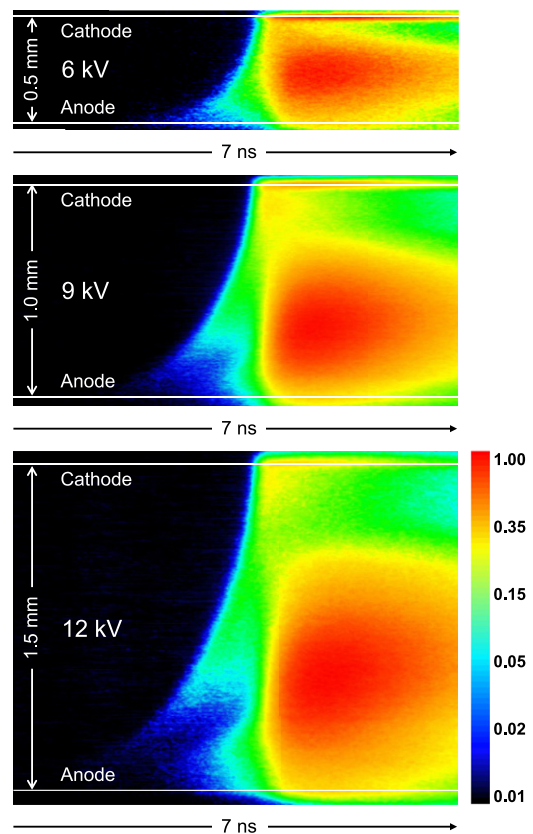 Cathode
0.5 mm
6 kV
Anode
7 ns
Cathode
1.0 mm
9 kV
Anode
7 ns
Cathode
1.5 mm
12 kV
Anode
7 ns
1.00
0.35
0.15
0.05
0.02
0.01